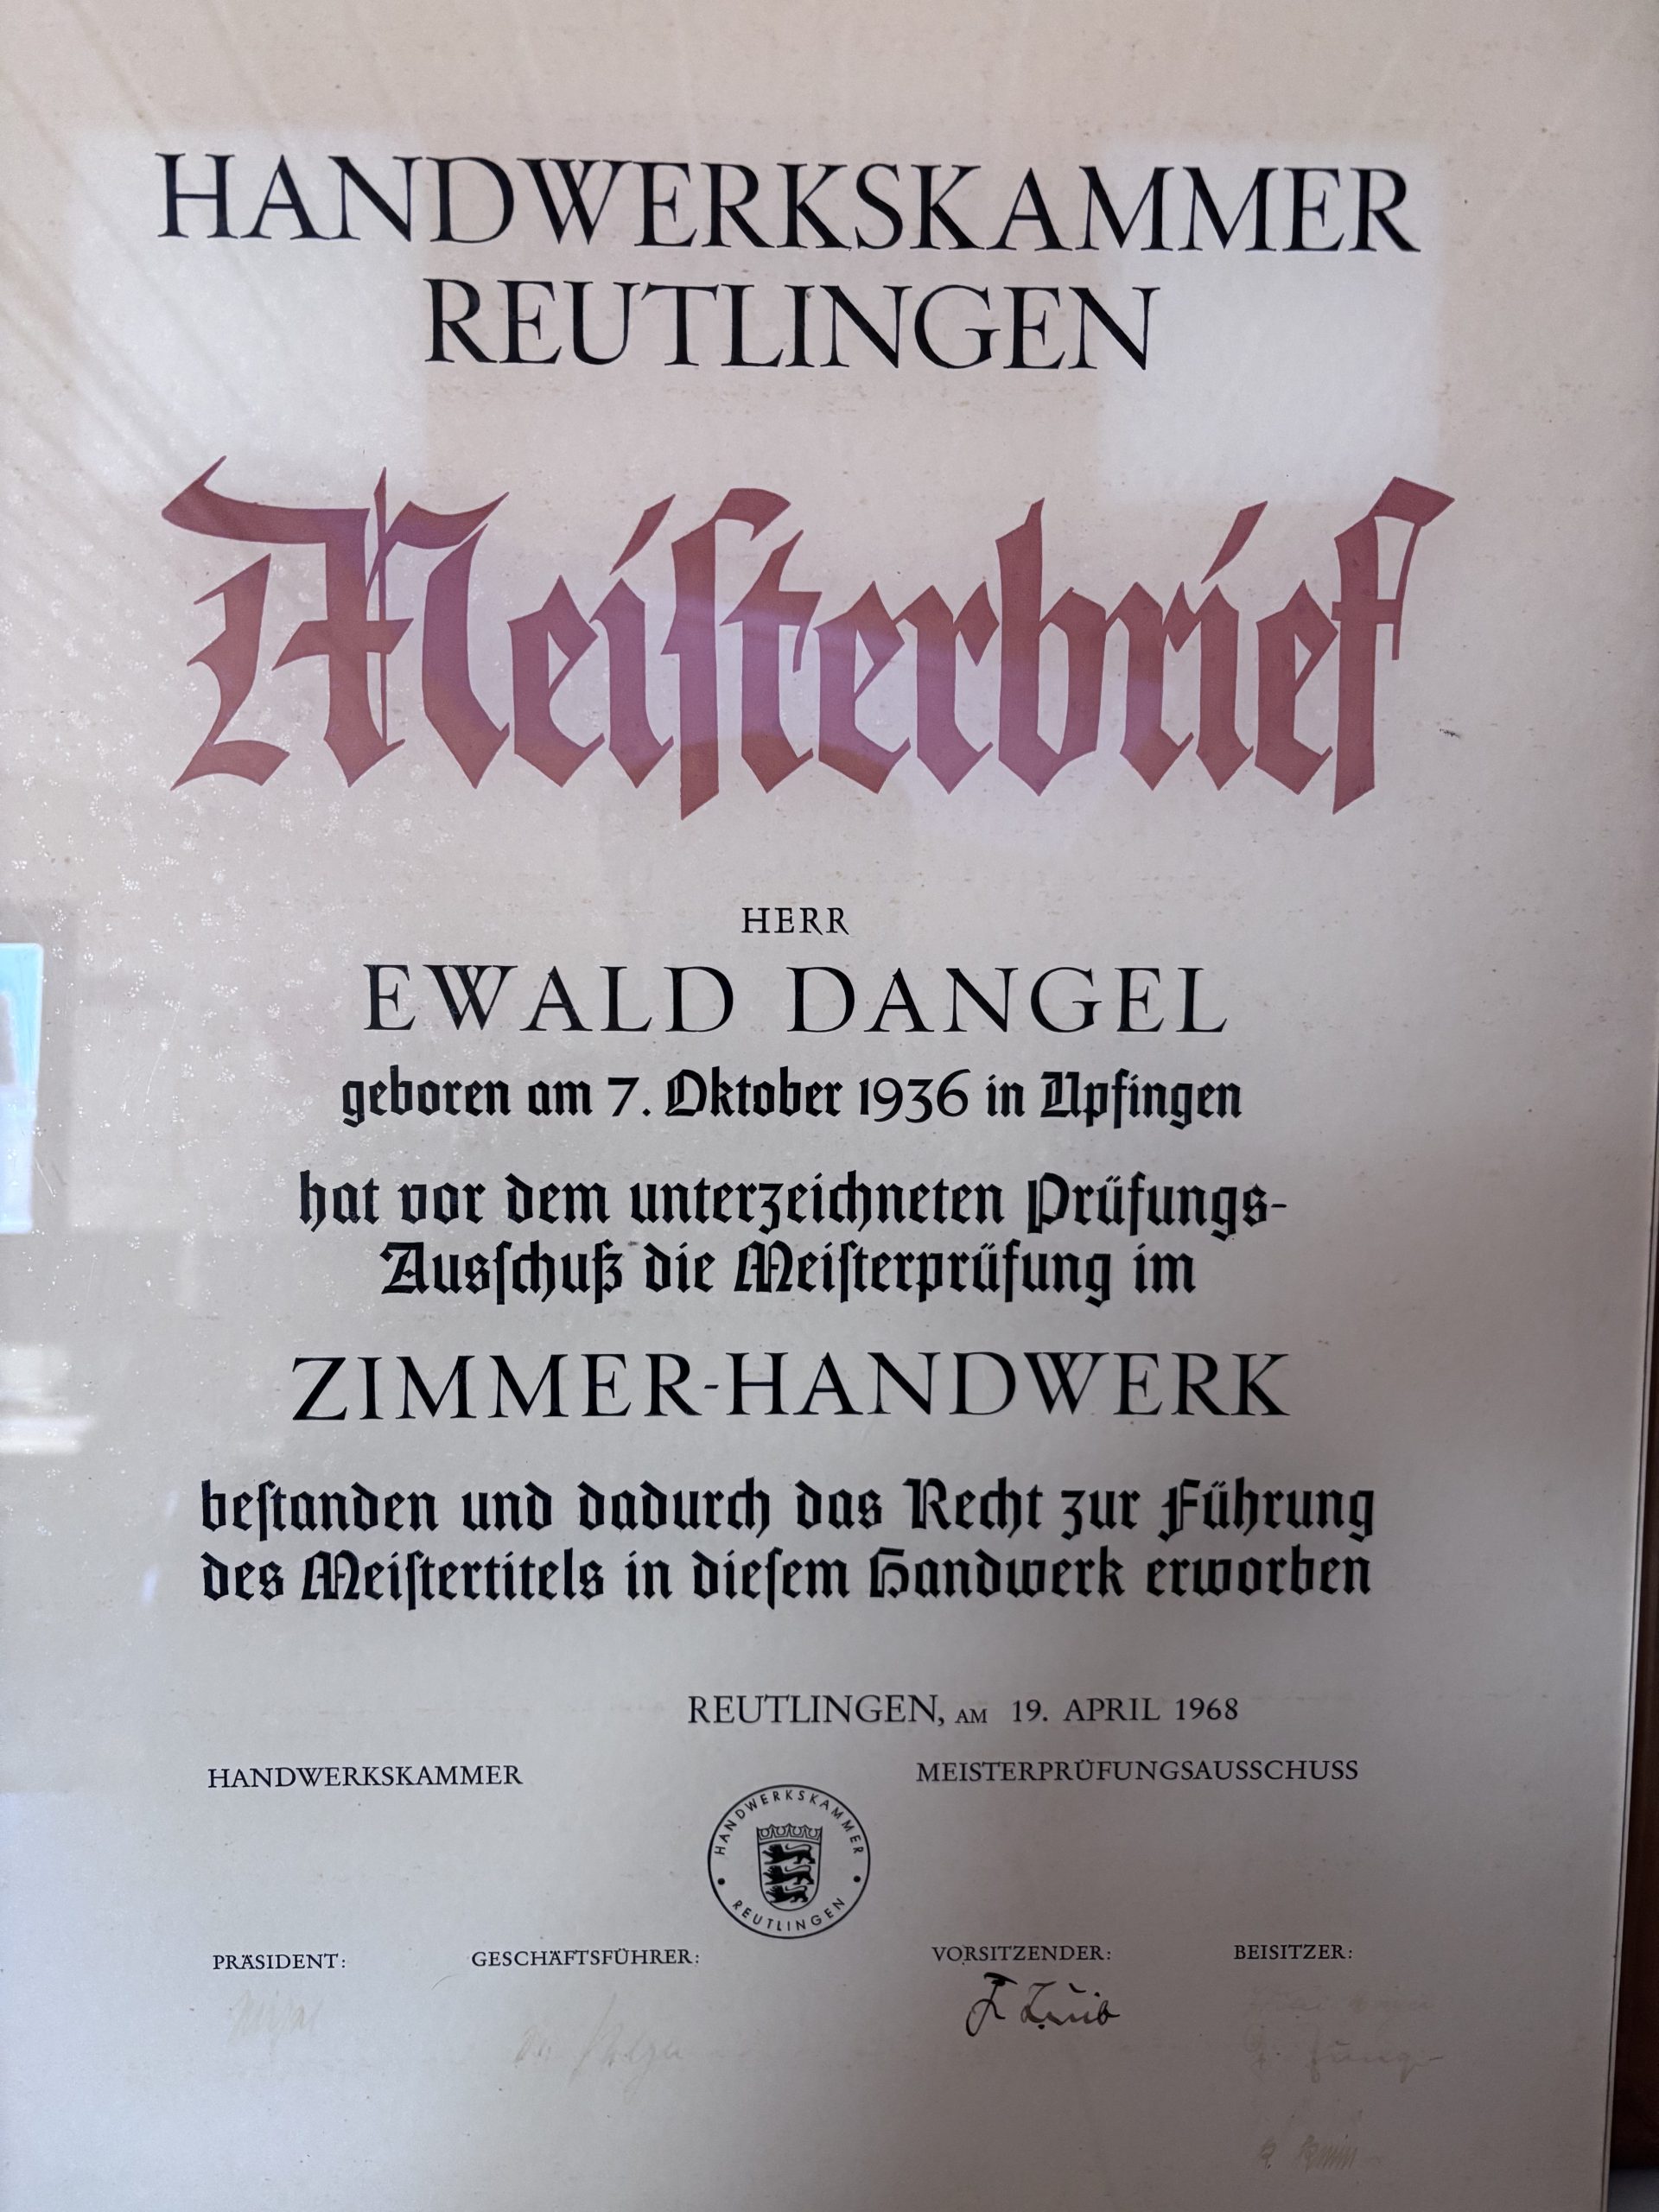 HANDWERKSKAMMER
REUTLINGEN
Meiſterbrief
HERR
EWALD DANGEL
geboren am 7. Oktober 1936 in Upfingen
hat vor dem unterzeichneten Prüfungs-
Ausſchuß die Meiſterprüfung im
ZIMMER-HANDWERK
beſtanden und dadurch das Recht zur Führung
des Meiſtertitels in dieſem Handwerk erworben
REUTLINGEN, AM 19. APRIL 1968
HANDWERKSKAMMER
MEISTERPRÜFUNGSAUSSCHUSS
HANDWERKSKAMMER
REUTLINGEN
PRÄSIDENT:
GESCHÄFTSFÜHRER:
VORSITZENDER:
BEISITZER: